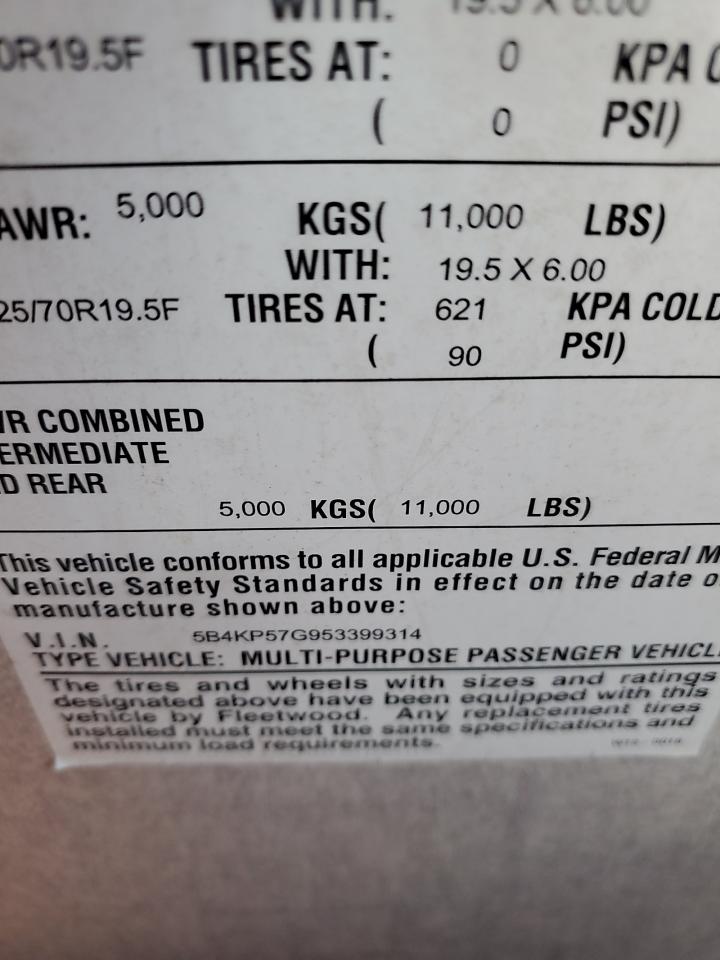 WITH: 19.5 X 6.00
0R19.5F TIRES AT: 0 KPA C
( 0 PSI)
AWR: 5,000 KGS( 11,000 LBS)
WITH: 19.5 X 6.00
25/70R19.5F TIRES AT: 621 KPA COLD
( 90 PSI)
R COMBINED
ERMEDIATE
D REAR
5,000 KGS( 11,000 LBS)
This vehicle conforms to all applicable U.S. Federal M
Vehicle Safety Standards in effect on the date o
manufacture shown above:
V.I.N. 5B4KP57G953399314
TYPE VEHICLE: MULTI-PURPOSE PASSENGER VEHICL
The tires and wheels with sizes and ratings
designated above have been equipped with this
vehicle by Fleetwood. Any replacement tires
installed must meet the same specifications and
minimum load requirements.